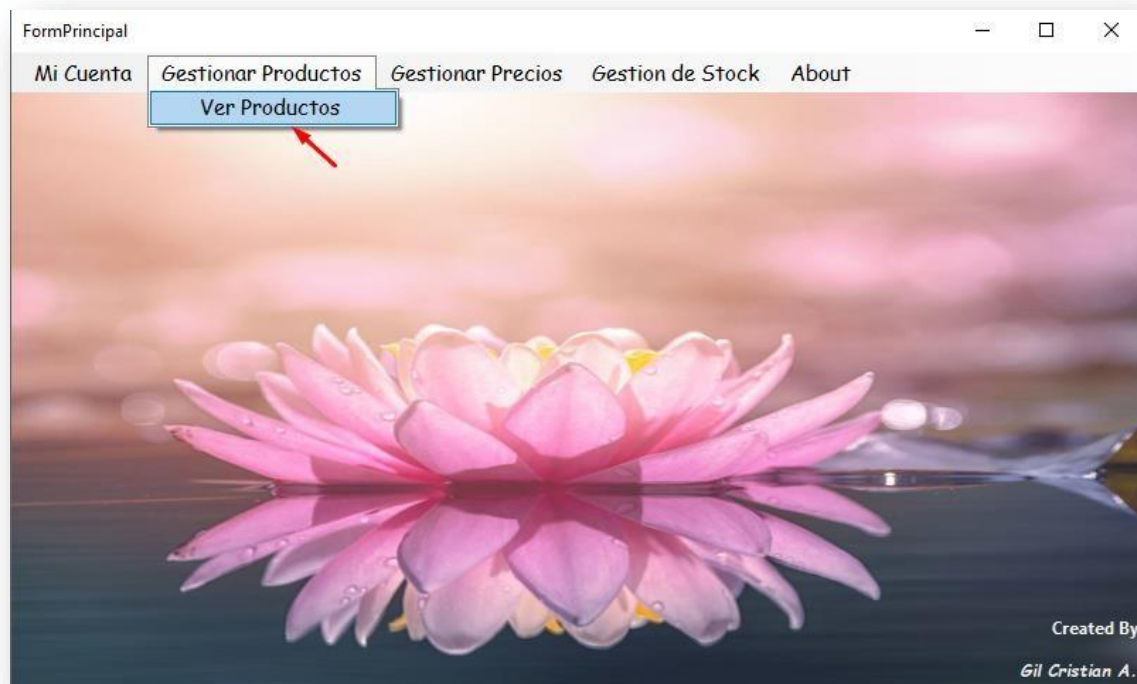 FormPrincipal
Mi Cuenta Gestionar Productos Gestionar Precios Gestion de Stock About
Ver Productos
Created By
Gil Cristian A.